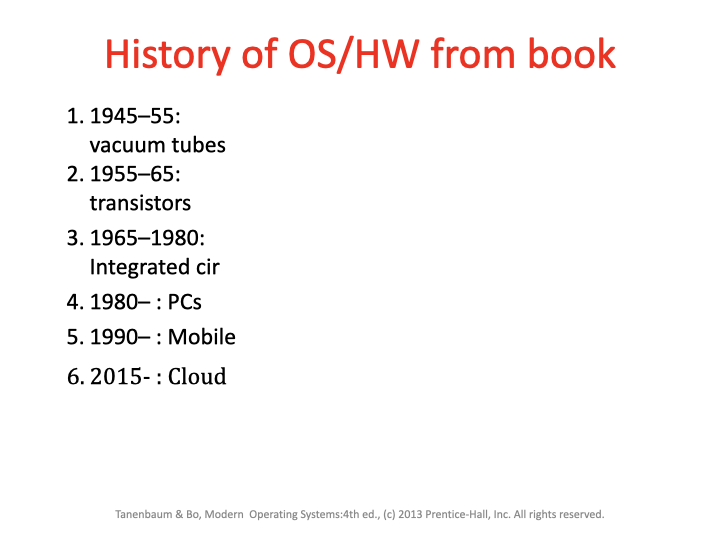 History of OS/HW from book
1. 1945–55:
vacuum tubes
2. 1955–65:
transistors
3. 1965–1980:
Integrated cir
4. 1980– : PCs
5. 1990– : Mobile
6. 2015- : Cloud
Tanenbaum & Bo, Modern  Operating Systems:4th ed., (c) 2013 Prentice-Hall, Inc. All rights reserved.